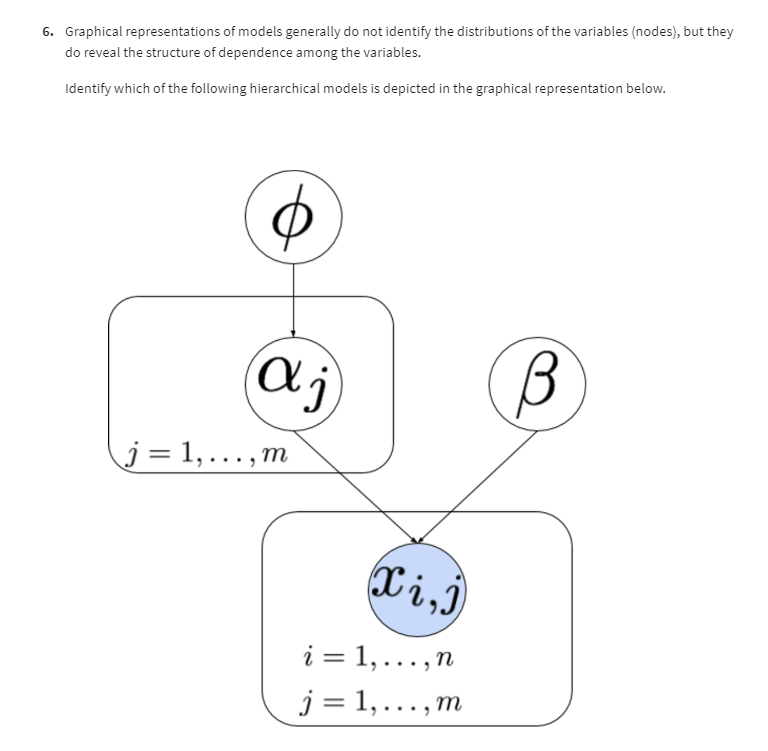 6. Graphical representations of models generally do not identify the distributions of the variables (nodes), but they
do reveal the structure of dependence among the variables.
Identify which of the following hierarchical models is depicted in the graphical representation below.
ϕ
α_j
β
j = 1, . . . , m
x_{i,j}
i = 1, . . . , n
j = 1, . . . , m